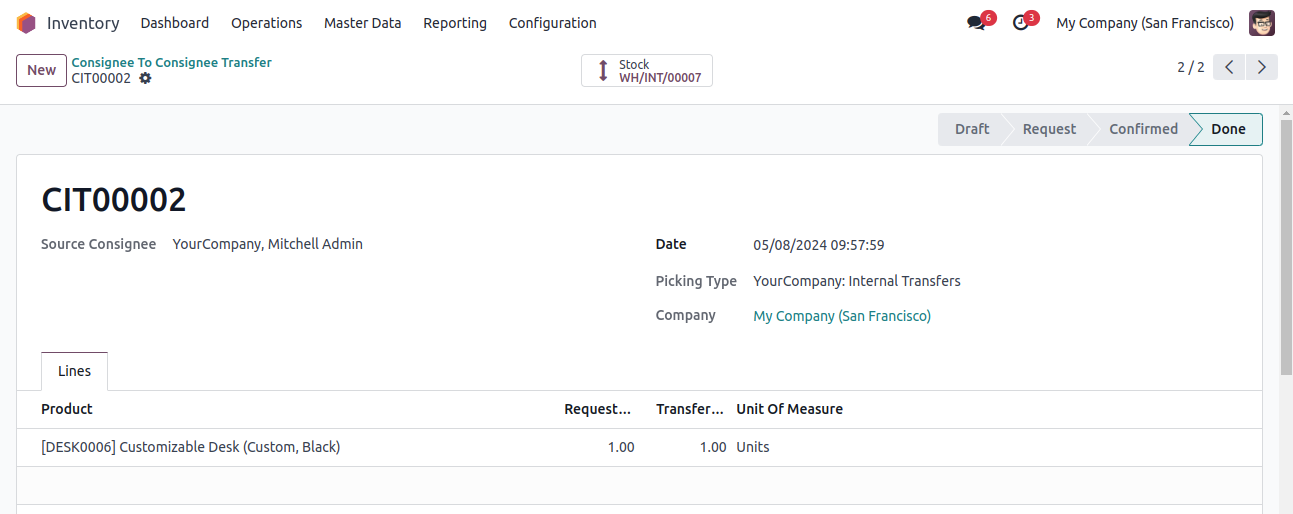 Inventory Dashboard Operations Master Data Reporting Configuration 6 3 My Company (San Francisco)
New Consignee To Consignee Transfer
CIT00002
Stock
WH/INT/00007
2 / 2
Draft Request Confirmed Done
CIT00002
Source Consignee YourCompany, Mitchell Admin
Date 05/08/2024 09:57:59
Picking Type YourCompany: Internal Transfers
Company My Company (San Francisco)
Lines
Product Request... Transfer... Unit Of Measure
[DESK0006] Customizable Desk (Custom, Black) 1.00 1.00 Units